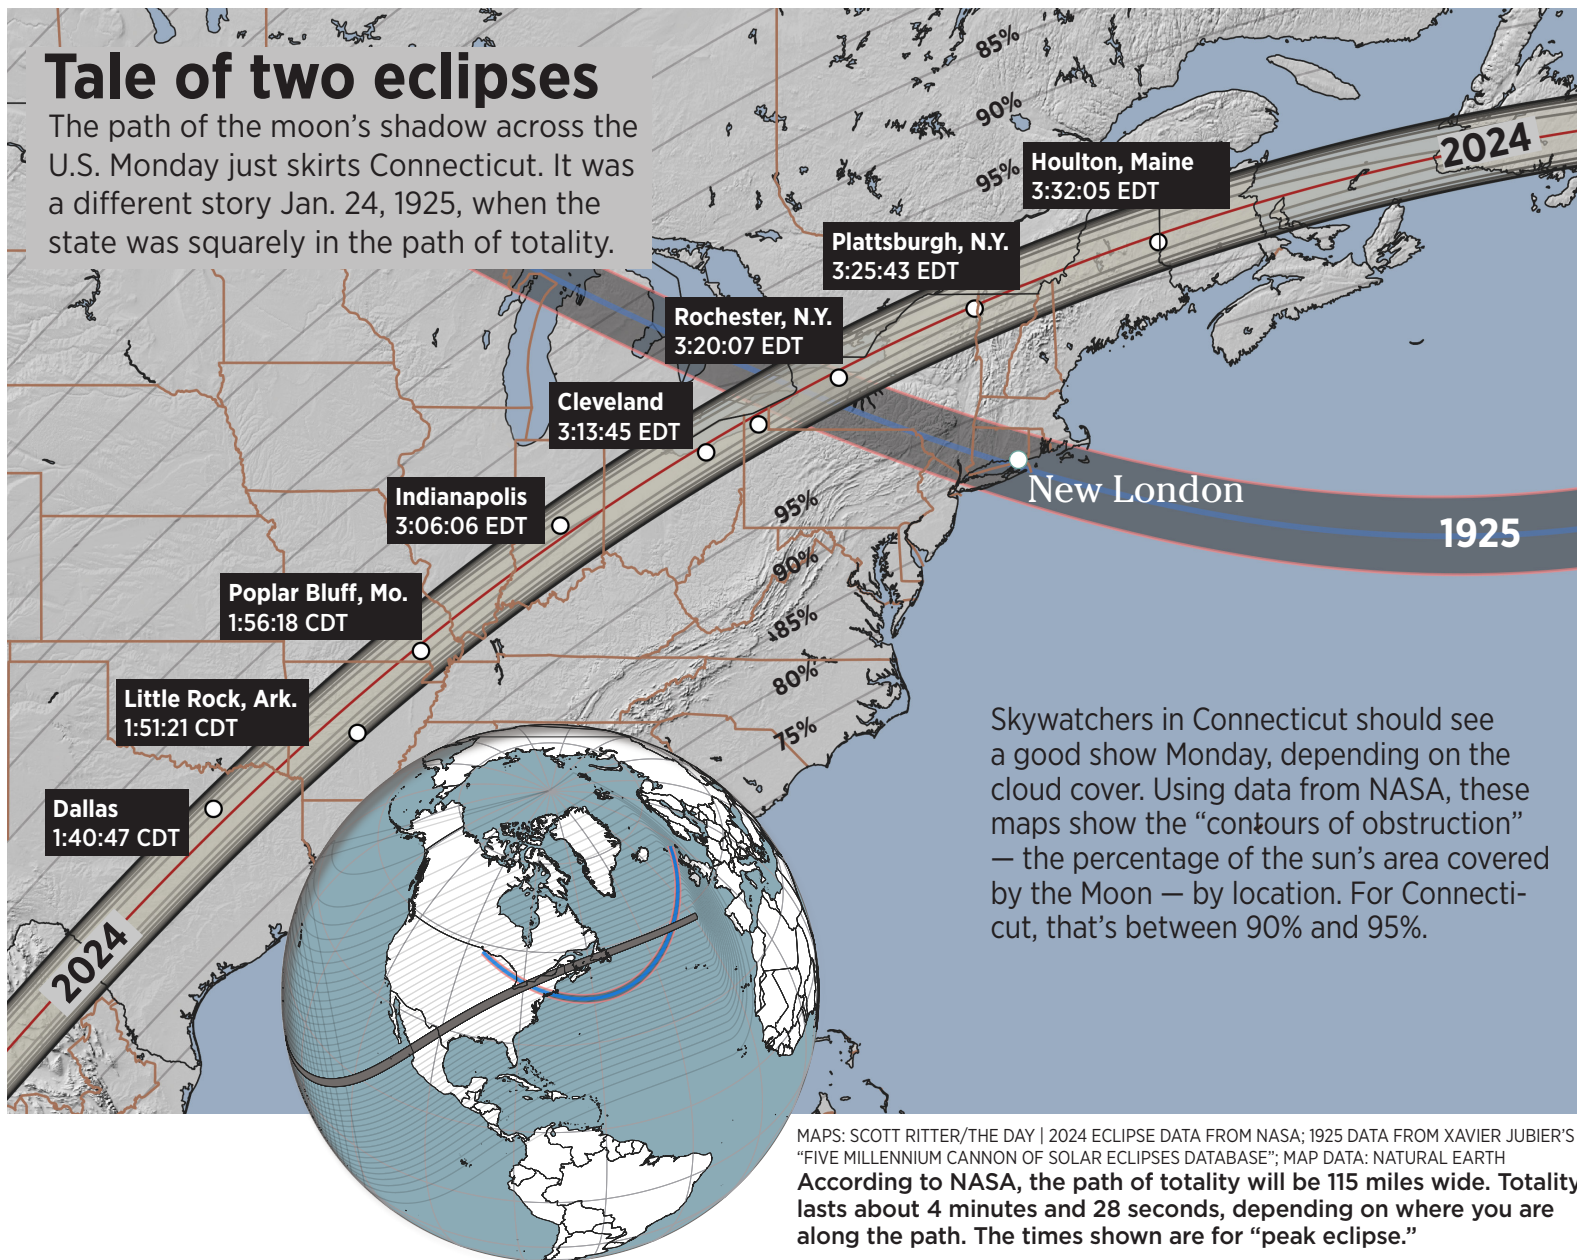 Tale of two eclipses
The path of the moon's shadow across the
U.S. Monday just skirts Connecticut. It was
a different story Jan. 24, 1925, when the
state was squarely in the path of totality.
85%
90%
95%
2024
Houlton, Maine
3:32:05 EDT
Plattsburgh, N.Y.
3:25:43 EDT
Rochester, N.Y.
3:20:07 EDT
Cleveland
3:13:45 EDT
Indianapolis
3:06:06 EDT
Poplar Bluff, Mo.
1:56:18 CDT
Little Rock, Ark.
1:51:21 CDT
Dallas
1:40:47 CDT
2024
New London
1925
95%
90%
85%
80%
75%
Skywatchers in Connecticut should see
a good show Monday, depending on the
cloud cover. Using data from NASA, these
maps show the “contours of obstruction”
— the percentage of the sun's area covered
by the Moon — by location. For Connecti-
cut, that's between 90% and 95%.
MAPS: SCOTT RITTER/THE DAY | 2024 ECLIPSE DATA FROM NASA; 1925 DATA FROM XAVIER JUBIER'S
“FIVE MILLENNIUM CANNON OF SOLAR ECLIPSES DATABASE”; MAP DATA: NATURAL EARTH
According to NASA, the path of totality will be 115 miles wide. Totality
lasts about 4 minutes and 28 seconds, depending on where you are
along the path. The times shown are for “peak eclipse.”